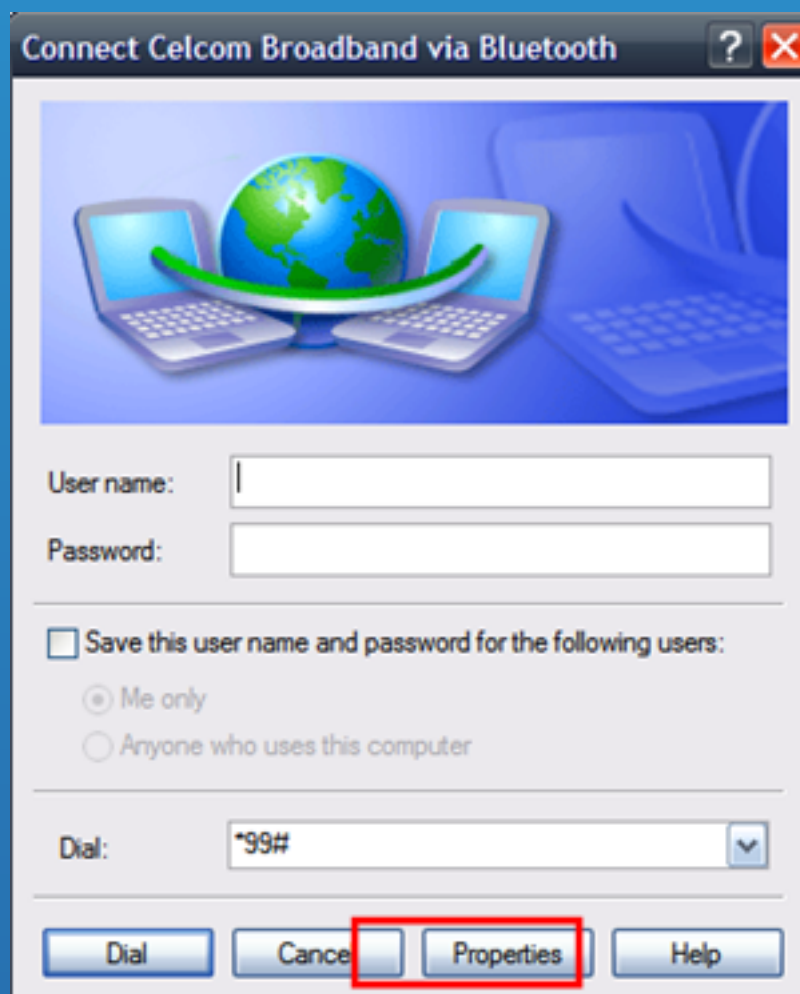 Connect Celcom Broadband via Bluetooth ?
User name:
Password:
Save this user name and password for the following users:
Me only
Anyone who uses this computer
Dial: *99#
Dial Cance Properties Help